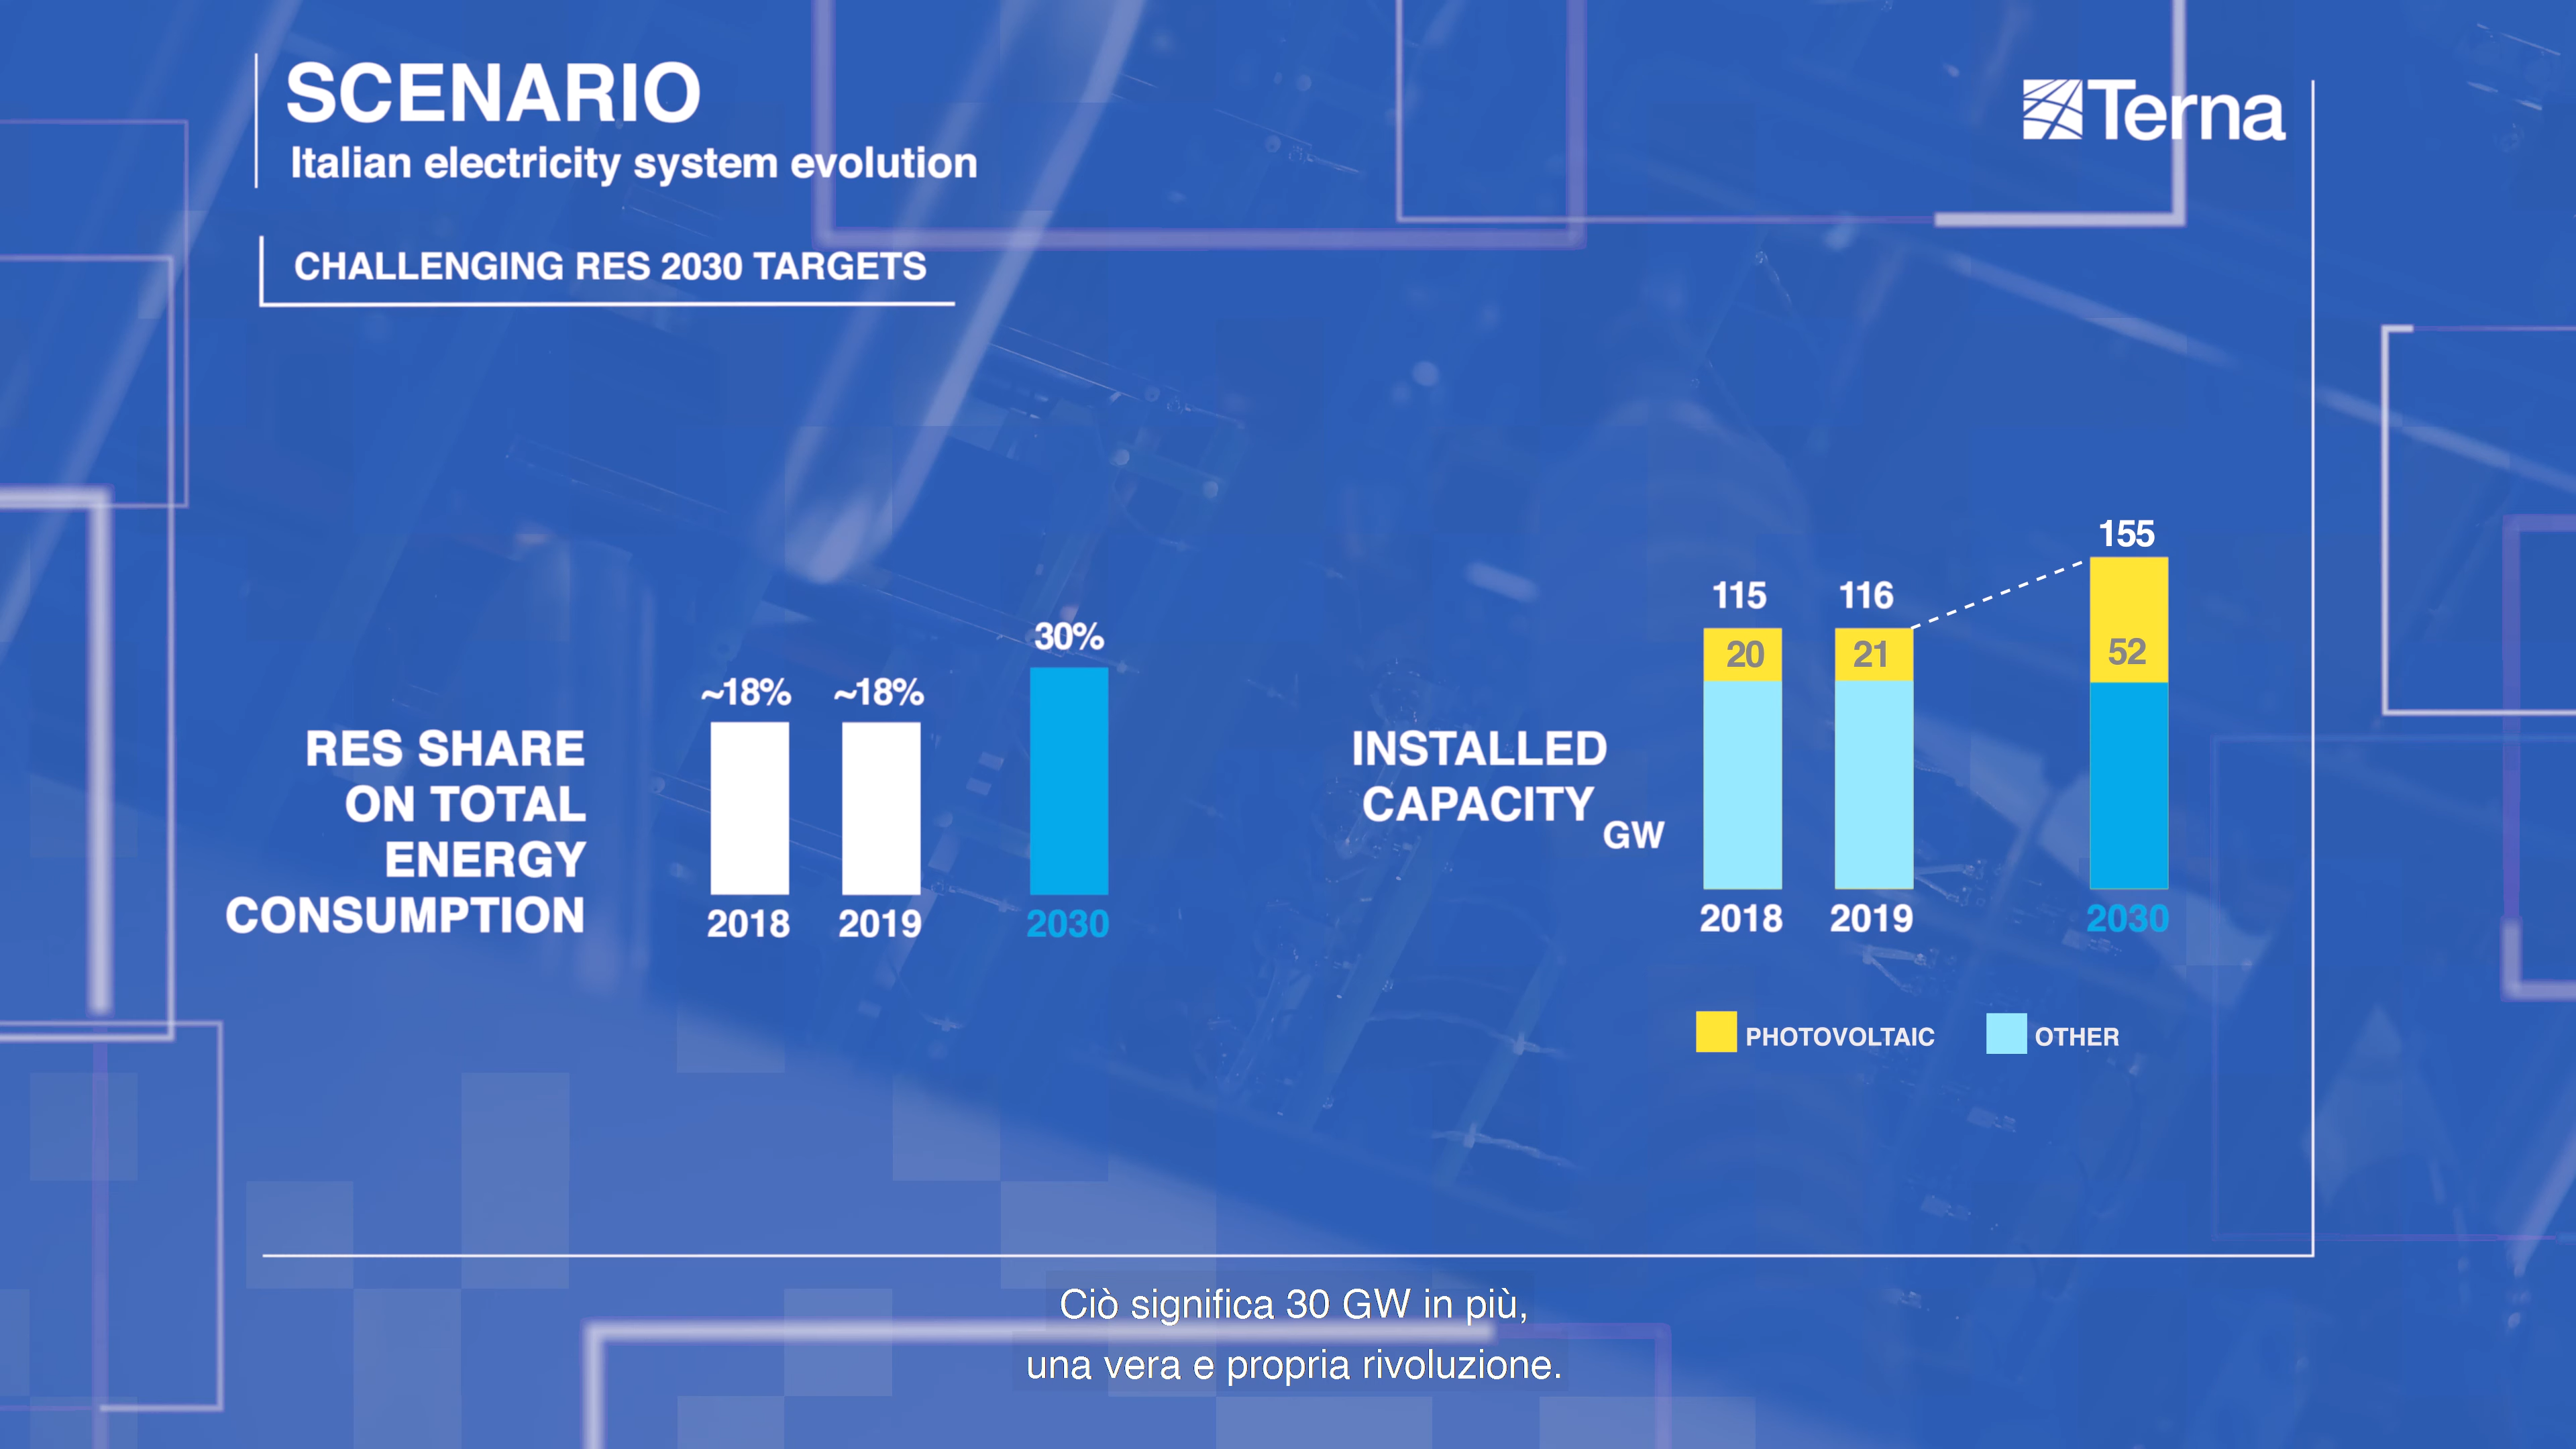 SCENARIO
Italian electricity system evolution
Terna
CHALLENGING RES 2030 TARGETS
RES SHARE
ON TOTAL
ENERGY
CONSUMPTION
~18%
~18%
30%
2018
2019
2030
INSTALLED
CAPACITY
GW
115
116
155
20
21
52
2018
2019
2030
PHOTOVOLTAIC
OTHER
Ciò significa 30 GW in più,
una vera e propria rivoluzione.